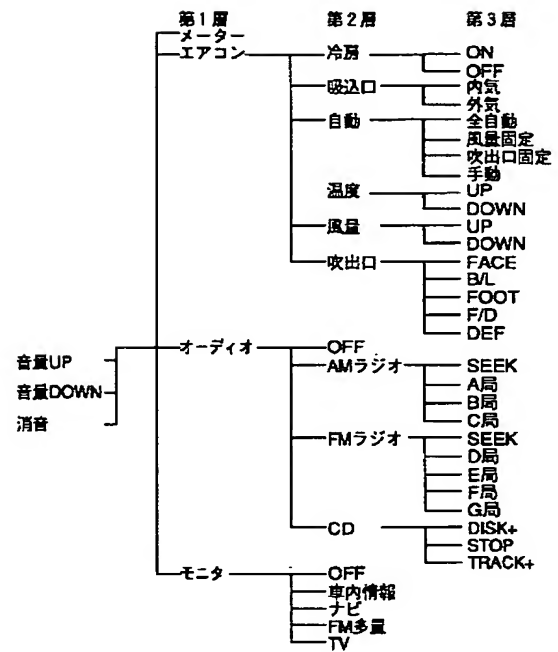 第1層 第2層 第3層
メーター
エアコン 冷房 ON
OFF
吸込口 内気
外気
自動 全自動
風量固定
吹出口固定
手動
温度 UP
DOWN
風量 UP
DOWN
吹出口 FACE
B/L
FOOT
F/D
DEF
オーディオ OFF
音量UP
AMラジオ SEEK
A局
音量DOWN
B局
C局
消音
FMラジオ SEEK
D局
E局
F局
G局
CD DISK+
STOP
TRACK+
モニタ OFF
車内情報
ナビ
FM多重
TV